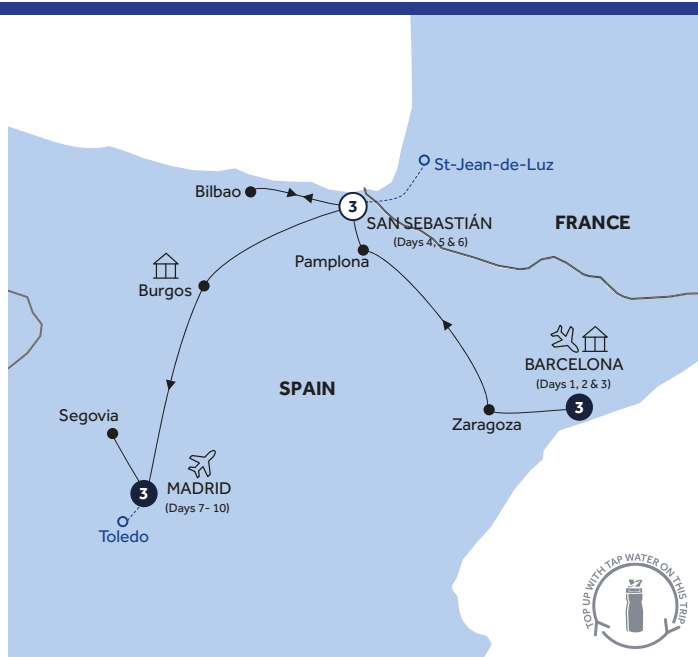 St-Jean-de-Luz
Bilbao
3
SAN SEBASTIÁN
(Days 4, 5 & 6)
FRANCE
Pamplona
Burgos
BARCELONA
(Days 1, 2 & 3)
3
SPAIN
Segovia
Zaragoza
3
MADRID
(Days 7- 10)
Toledo
TOP UP WITH TAP WATER ON THIS TRIP